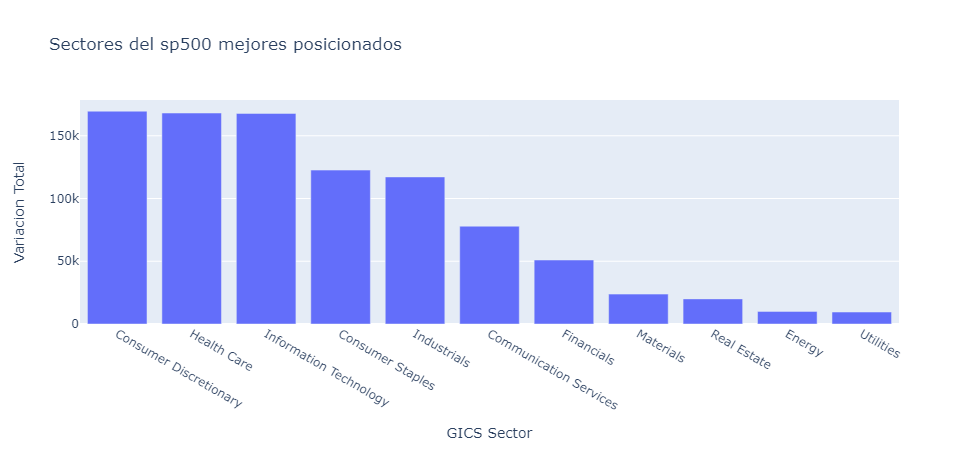 Sectores del sp500 mejores posicionados
Variacion Total
150k
100k
50k
0
Consumer Discretionary
Health Care
Information Technology
Consumer Staples
Industrials
Communication Services
Financials
Materials
Real Estate
Energy
Utilities
GICS Sector